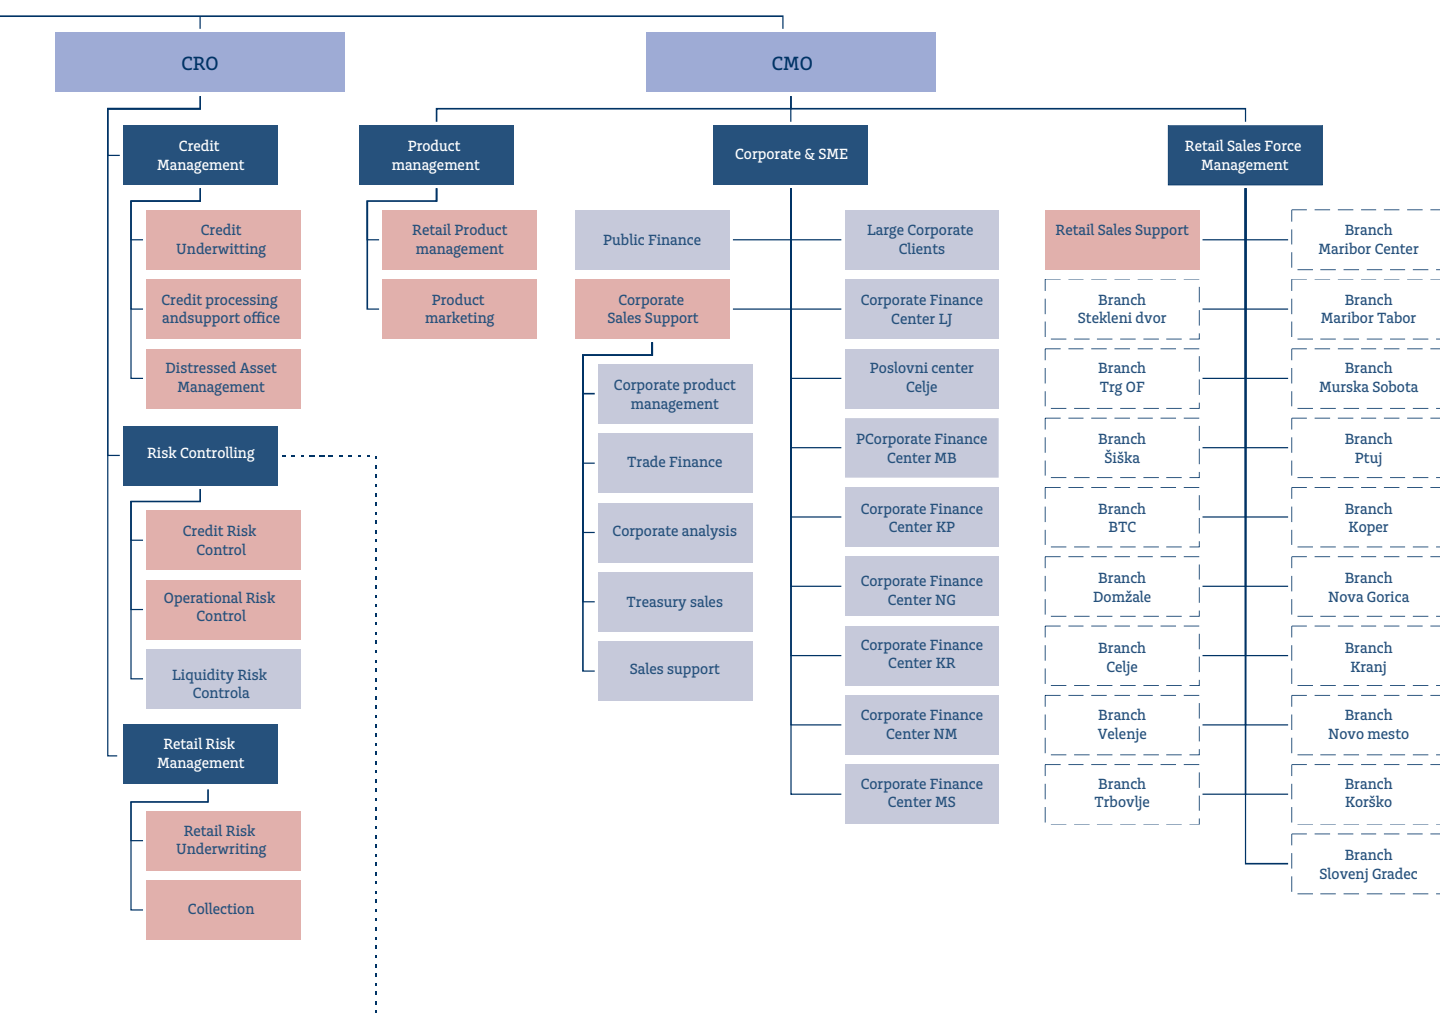 CRO
CMO
Credit
Management
Product
management
Corporate & SME
Retail Sales Force
Management
Credit
Underwitting
Credit processing
andsupport office
Distressed Asset
Management
Risk Controlling
Credit Risk
Control
Operational Risk
Control
Liquidity Risk
Controla
Retail Risk
Management
Retail Risk
Underwriting
Collection
Retail Product
management
Product
marketing
Public Finance
Corporate
Sales Support
Corporate product
management
Trade Finance
Corporate analysis
Treasury sales
Sales support
Large Corporate
Clients
Corporate Finance
Center LJ
Poslovni center
Celje
PCorporate Finance
Center MB
Corporate Finance
Center KP
Corporate Finance
Center NG
Corporate Finance
Center KR
Corporate Finance
Center NM
Corporate Finance
Center MS
Retail Sales Support
Branch
Stekleni dvor
Branch
Trg OF
Branch
Šiška
Branch
BTC
Branch
Domžale
Branch
Celje
Branch
Velenje
Branch
Trbovlje
Branch
Maribor Center
Branch
Maribor Tabor
Branch
Murska Sobota
Branch
Ptuj
Branch
Koper
Branch
Nova Gorica
Branch
Kranj
Branch
Novo mesto
Branch
Korško
Branch
Slovenj Gradec